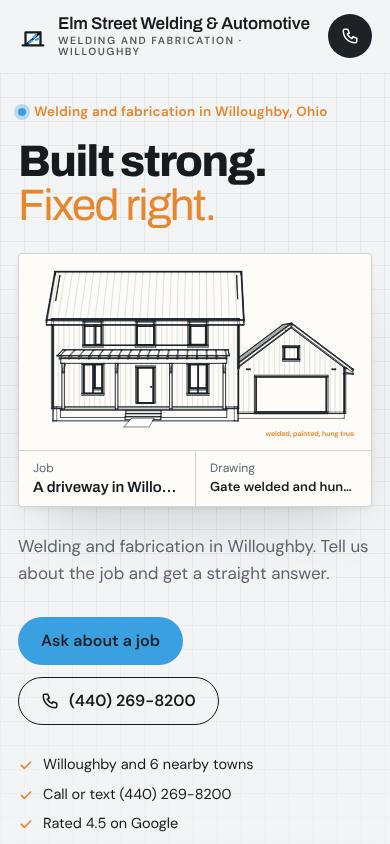 Elm Street Welding & Automotive
WELDING AND FABRICATION ·
WILLOUGHBY
Welding and fabrication in Willoughby, Ohio
Built strong.
Fixed right.
welded, painted, hung true
Job
A driveway in Willo...
Drawing
Gate welded and hun...
Welding and fabrication in Willoughby. Tell us
about the job and get a straight answer.
Ask about a job
(440) 269-8200
Willoughby and 6 nearby towns
Call or text (440) 269-8200
Rated 4.5 on Google